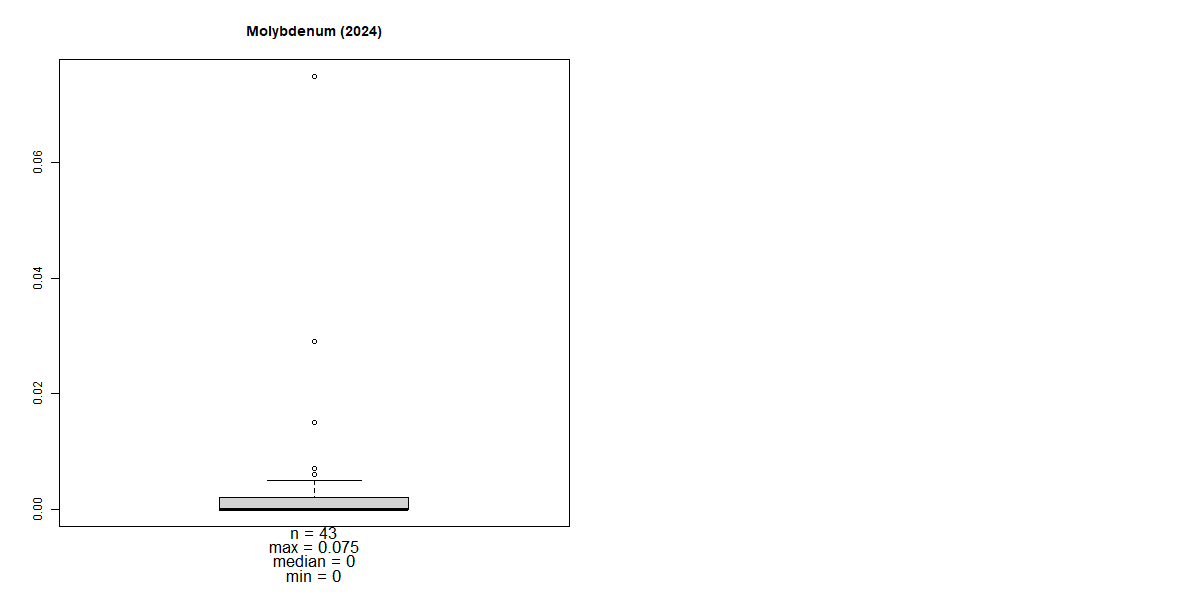 Molybdenum (2024)
0.06
0.04
0.02
0.00
n = 43
max = 0.075
median = 0
min = 0